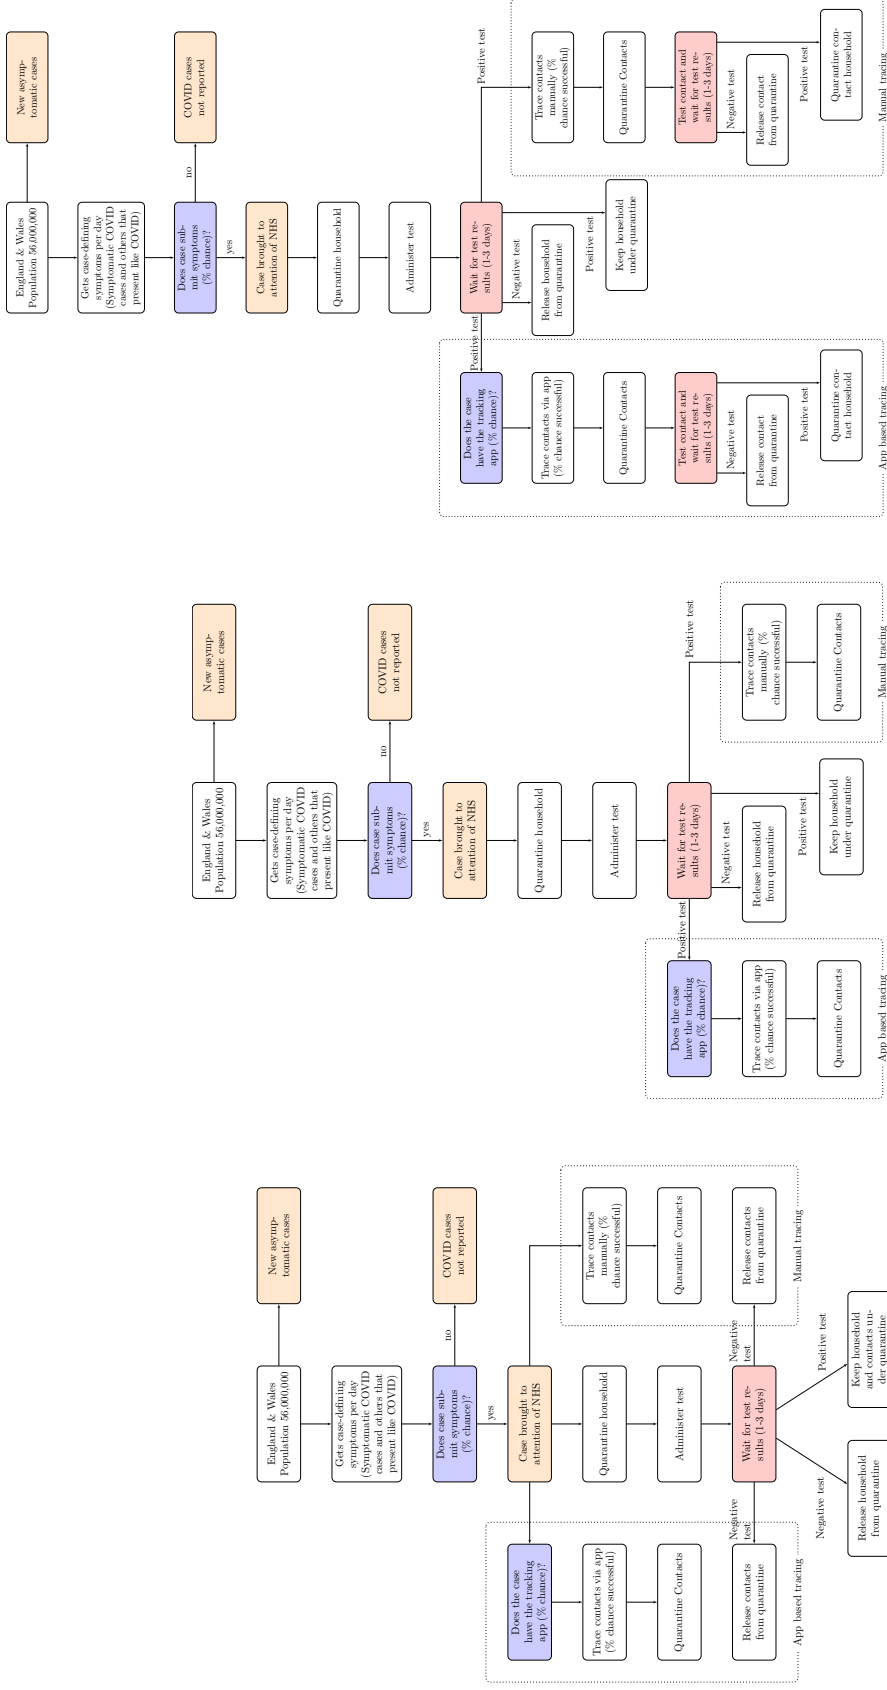 England & Wales
Population 56,000,000
New asymp-
tomatic cases
Gets case-defining
symptoms per day
(Symptomatic COVID
cases and others that
present like COVID)
Does case sub-
mit symptoms
(% chance)?
no
COVID cases
not reported
yes
Does the case
have the tracking
app (% chance)?
Case brought to
attention of NHS
Trace contacts via app
(% chance successful)
Quarantine household
Trace contacts
manually (%
chance successful)
Quarantine Contacts
Administer test
Quarantine Contacts
Release contacts
from quarantine
Negative
test
Wait for test re-
sults (1-3 days)
Negative
test
Release contacts
from quarantine
App based tracing
Manual tracing
Negative test
Positive test
Release household
from quarantine
Keep household
and contacts un-
der quarantine
England & Wales
Population 56,000,000
New asymp-
tomatic cases
Gets case-defining
symptoms per day
(Symptomatic COVID
cases and others that
present like COVID)
Does case sub-
mit symptoms
(% chance)?
no
COVID cases
not reported
yes
Case brought to
attention of NHS
Quarantine household
Administer test
Does the case
have the tracking
app (% chance)?
Positive test
Wait for test re-
sults (1-3 days)
Positive test
Negative test
Trace contacts via app
(% chance successful)
Release household
from quarantine
Trace contacts
manually (%
chance successful)
Positive test
Quarantine Contacts
Keep household
under quarantine
Quarantine Contacts
App based tracing
Manual tracing
England & Wales
Population 56,000,000
New asymp-
tomatic cases
Gets case-defining
symptoms per day
(Symptomatic COVID
cases and others that
present like COVID)
Does case sub-
mit symptoms
(% chance)?
no
COVID cases
not reported
yes
Case brought to
attention of NHS
Quarantine household
Administer test
Does the case
have the tracking
app (% chance)?
Positive test
Wait for test re-
sults (1-3 days)
Positive test
Negative test
Trace contacts via app
(% chance successful)
Release household
from quarantine
Trace contacts
manually (%
chance successful)
Positive test
Quarantine Contacts
Keep household
under quarantine
Quarantine Contacts
Test contact and
wait for test re-
sults (1-3 days)
Test contact and
wait for test re-
sults (1-3 days)
Negative test
Negative test
Release contact
from quarantine
Release contact
from quarantine
Positive test
Positive test
Quarantine con-
tact household
Quarantine con-
tact household
App based tracing
Manual tracing